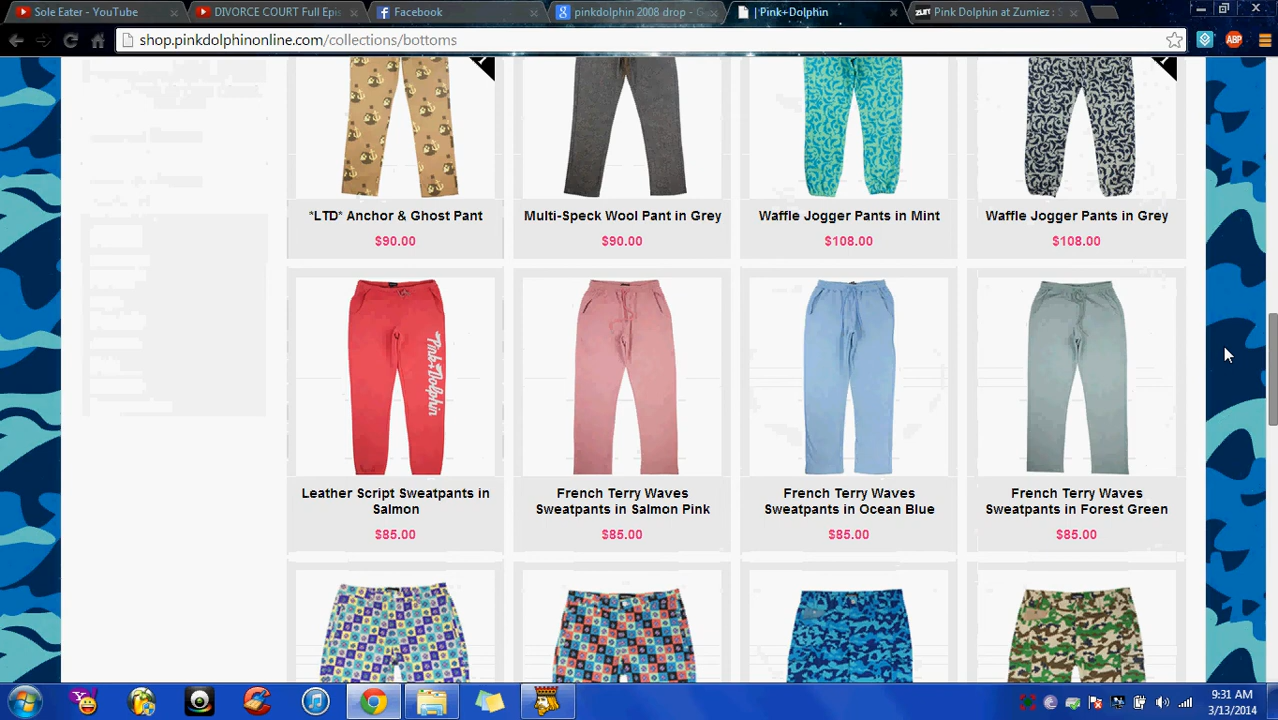 Sole Eater - YouTube
DIVORCE COURT Full Epis
Facebook
pinkdolphin 2008 drop - G
| Pink+Dolphin
Pink Dolphin at Zumiez : S
shop.pinkdolphinonline.com/collections/bottoms
ABP
*LTD* Anchor & Ghost Pant
$90.00
Multi-Speck Wool Pant in Grey
$90.00
Waffle Jogger Pants in Mint
$108.00
Waffle Jogger Pants in Grey
$108.00
Pink+Dolphin
Leather Script Sweatpants in
Salmon
$85.00
French Terry Waves
Sweatpants in Salmon Pink
$85.00
French Terry Waves
Sweatpants in Ocean Blue
$85.00
French Terry Waves
Sweatpants in Forest Green
$85.00
9:31 AM
3/13/2014